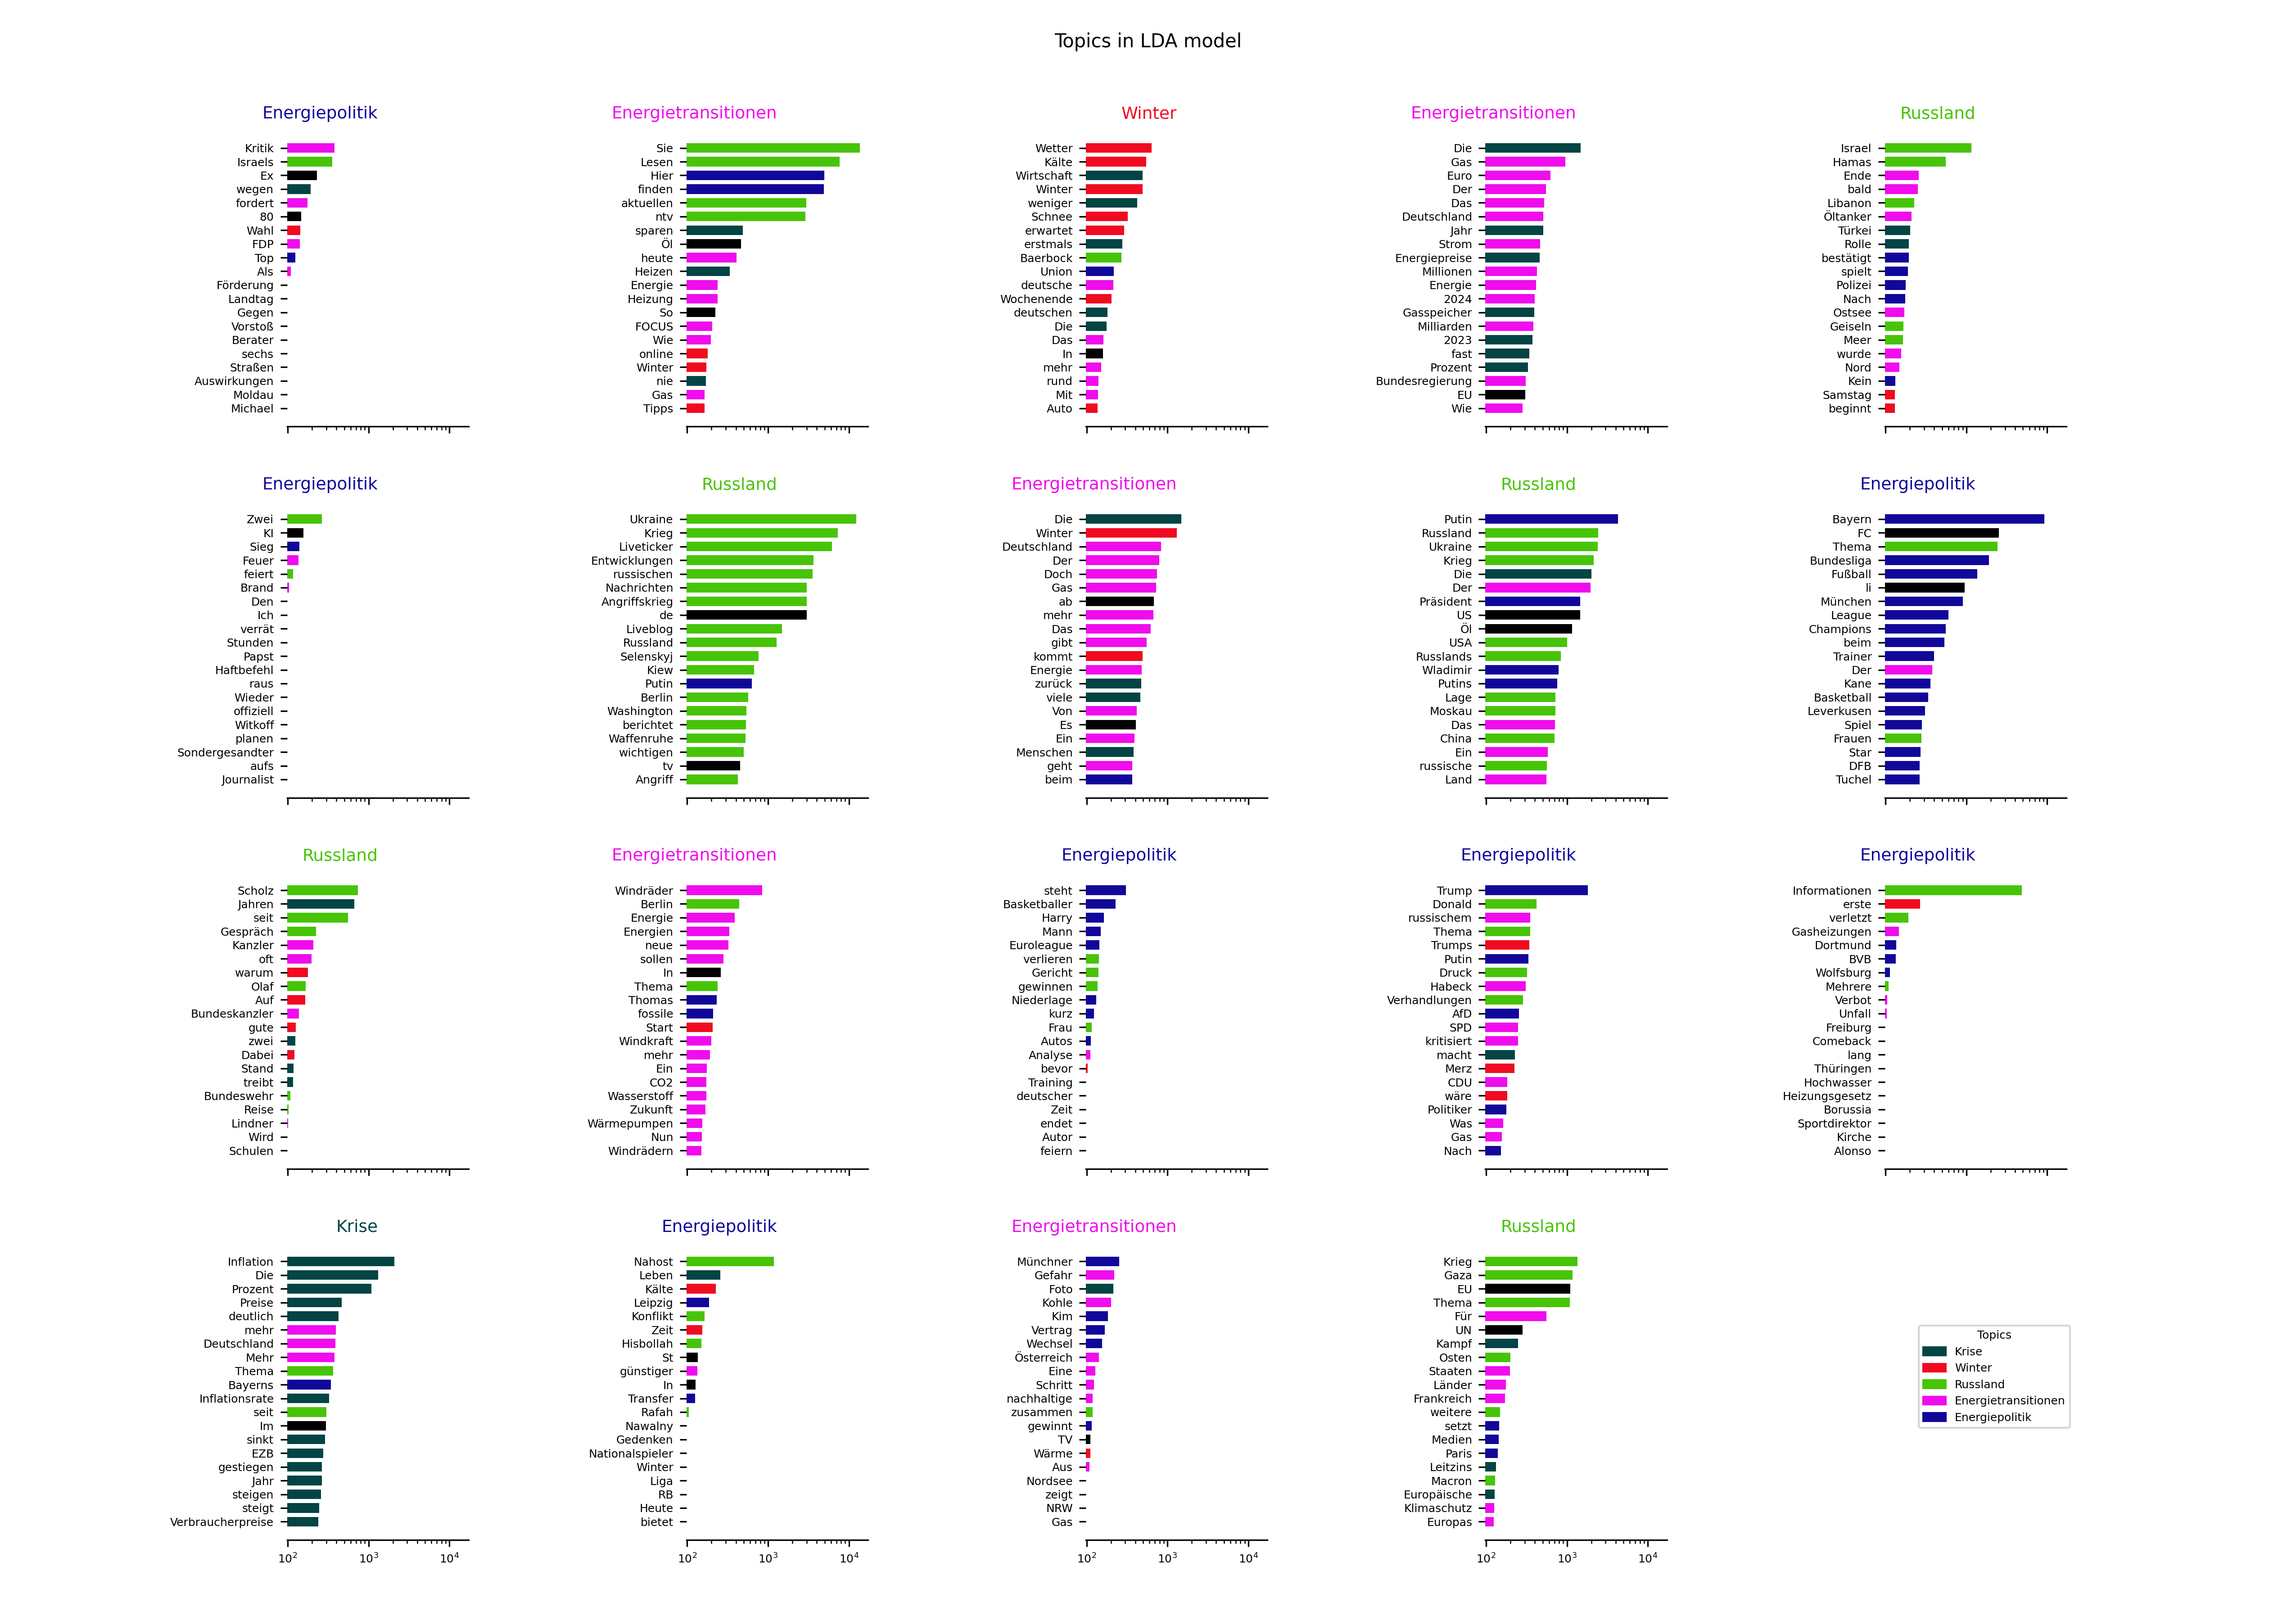 Topics in LDA model
Energiepolitik
Kritik
Israels
Ex
wegen
fordert
80
Wahl
FDP
Top
Als
Förderung
Landtag
Gegen
Vorstoß
Berater
sechs
Straßen
Auswirkungen
Moldau
Michael
Energietransitionen
Sie
Lesen
Hier
finden
aktuellen
ntv
sparen
Öl
heute
Heizen
Energie
Heizung
So
FOCUS
Wie
online
Winter
nie
Gas
Tipps
Winter
Wetter
Kälte
Wirtschaft
Winter
weniger
Schnee
erwartet
erstmals
Baerbock
Union
deutsche
Wochenende
deutschen
Die
Das
In
mehr
rund
Mit
Auto
Energietransitionen
Die
Gas
Euro
Der
Das
Deutschland
Jahr
Strom
Energiepreise
Millionen
Energie
2024
Gasspeicher
Milliarden
2023
fast
Prozent
Bundesregierung
EU
Wie
Russland
Israel
Hamas
Ende
bald
Libanon
Öltanker
Türkei
Rolle
bestätigt
spielt
Polizei
Nach
Ostsee
Geiseln
Meer
wurde
Nord
Kein
Samstag
beginnt
Energiepolitik
Zwei
KI
Sieg
Feuer
feiert
Brand
Den
Ich
verrät
Stunden
Papst
Haftbefehl
raus
Wieder
offiziell
Witkoff
planen
Sondergesandter
aufs
Journalist
Russland
Ukraine
Krieg
Liveticker
Entwicklungen
russischen
Nachrichten
Angriffskrieg
de
Liveblog
Russland
Selenskyj
Kiew
Putin
Berlin
Washington
berichtet
Waffenruhe
wichtigen
tv
Angriff
Energietransitionen
Die
Winter
Deutschland
Der
Doch
Gas
ab
mehr
Das
gibt
kommt
Energie
zurück
viele
Von
Es
Ein
Menschen
geht
beim
Russland
Putin
Russland
Ukraine
Krieg
Die
Der
Präsident
US
Öl
USA
Russlands
Wladimir
Putins
Lage
Moskau
Das
China
Ein
russische
Land
Energiepolitik
Bayern
FC
Thema
Bundesliga
Fußball
li
München
League
Champions
beim
Trainer
Der
Kane
Basketball
Leverkusen
Spiel
Frauen
Star
DFB
Tuchel
Russland
Scholz
Jahren
seit
Gespräch
Kanzler
oft
warum
Olaf
Auf
Bundeskanzler
gute
zwei
Dabei
Stand
treibt
Bundeswehr
Reise
Lindner
Wird
Schulen
Energietransitionen
Windräder
Berlin
Energie
Energien
neue
sollen
In
Thema
Thomas
fossile
Start
Windkraft
mehr
Ein
CO2
Wasserstoff
Zukunft
Wärmepumpen
Nun
Windrädern
Energiepolitik
steht
Basketballer
Harry
Mann
Euroleague
verlieren
Gericht
gewinnen
Niederlage
kurz
Frau
Autos
Analyse
bevor
Training
deutscher
Zeit
endet
Autor
feiern
Energiepolitik
Trump
Donald
russischem
Thema
Trumps
Putin
Druck
Habeck
Verhandlungen
AfD
SPD
kritisiert
macht
Merz
CDU
wäre
Politiker
Was
Gas
Nach
Energiepolitik
Informationen
erste
verletzt
Gasheizungen
Dortmund
BVB
Wolfsburg
Mehrere
Verbot
Unfall
Freiburg
Comeback
lang
Thüringen
Hochwasser
Heizungsgesetz
Borussia
Sportdirektor
Kirche
Alonso
Krise
Inflation
Die
Prozent
Preise
deutlich
mehr
Deutschland
Mehr
Thema
Bayerns
Inflationsrate
seit
Im
sinkt
EZB
gestiegen
Jahr
steigen
steigt
Verbraucherpreise
10² 10³ 10⁴
Energiepolitik
Nahost
Leben
Kälte
Leipzig
Konflikt
Zeit
Hisbollah
St
günstiger
In
Transfer
Rafah
Nawalny
Gedenken
Nationalspieler
Winter
Liga
RB
Heute
bietet
10² 10³ 10⁴
Energietransitionen
Münchner
Gefahr
Foto
Kohle
Kim
Vertrag
Wechsel
Österreich
Eine
Schritt
nachhaltige
zusammen
gewinnt
TV
Wärme
Aus
Nordsee
zeigt
NRW
Gas
10² 10³ 10⁴
Russland
Krieg
Gaza
EU
Thema
Für
UN
Kampf
Osten
Staaten
Länder
Frankreich
weitere
setzt
Medien
Paris
Leitzins
Macron
Europäische
Klimaschutz
Europas
10² 10³ 10⁴
Topics
Krise
Winter
Russland
Energietransitionen
Energiepolitik